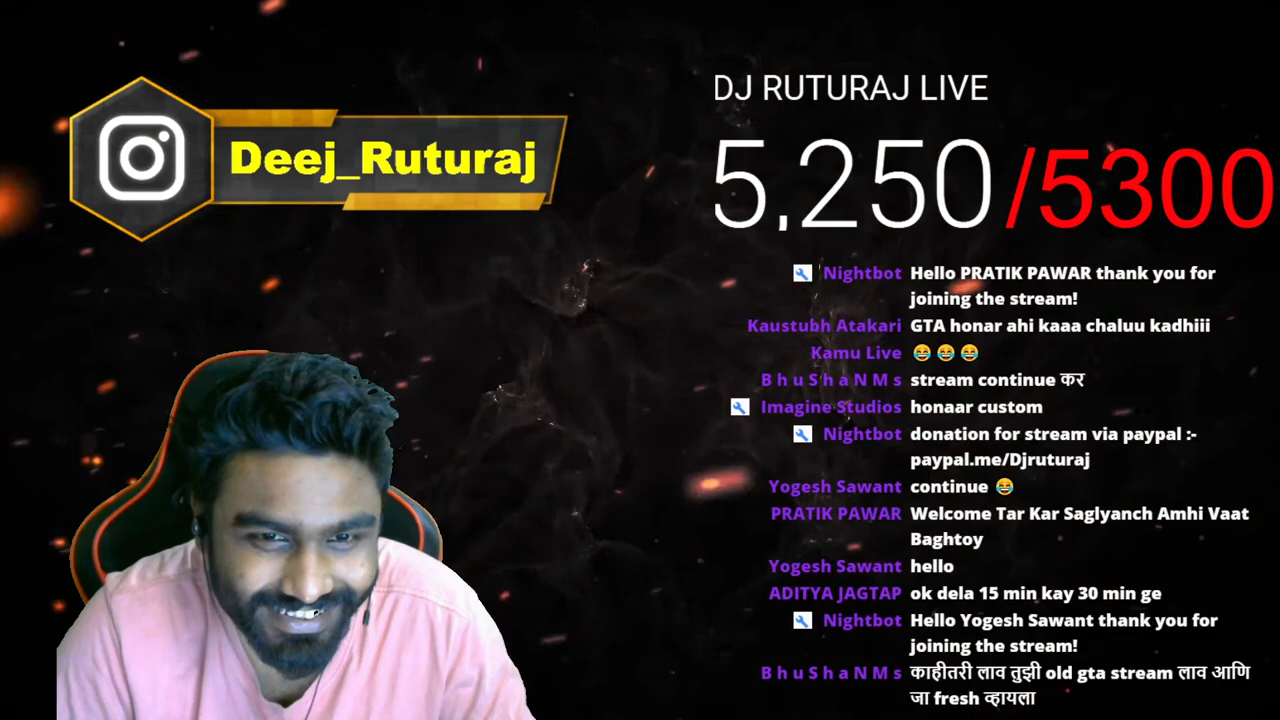 Deej_Ruturaj
DJ RUTURAJ LIVE
5,250/5300
Nightbot Hello PRATIK PAWAR thank you for
joining the stream!
Kaustubh Atakari GTA honar ahi kaaa chaluu kadhiii
Kamu Live 😂😂😂
B h u S h a N M s stream continue कर
Imagine Studios honaar custom
Nightbot donation for stream via paypal :-
paypal.me/Djruturaj
Yogesh Sawant continue 😂
PRATIK PAWAR Welcome Tar Kar Saglyanch Amhi Vaat
Baghtoy
Yogesh Sawant hello
ADITYA JAGTAP ok dela 15 min kay 30 min ge
Nightbot Hello Yogesh Sawant thank you for
joining the stream!
B h u S h a N M s काहीतरी लाव तुझी old gta stream लाव आणि
जा fresh व्हायला